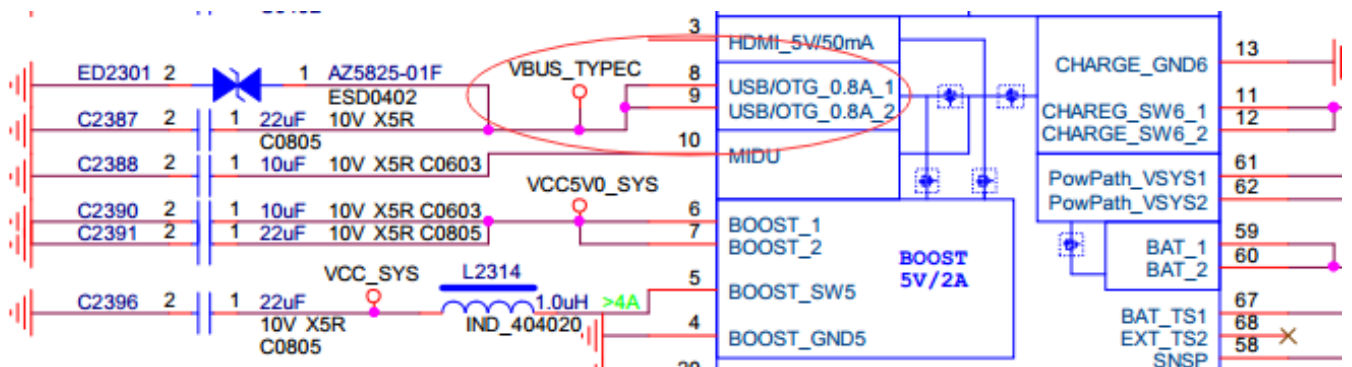 3
HDMI_5V/50mA
13
CHARGE_GND6
ED2301 2 1 AZ5825-01F
ESD0402
VBUS_TYPEC
8 USB/OTG_0.8A_1
9 USB/OTG_0.8A_2
11 CHAREG_SW6_1
12 CHARGE_SW6_2
C2387 2 1 22uF
10V X5R
C0805
10
MIDU
C2388 2 1 10uF 10V X5R C0603
VCC5V0_SYS
61 PowPath_VSYS1
62 PowPath_VSYS2
C2390 2 1 10uF 10V X5R C0603
C2391 2 1 22uF 10V X5R C0805
6 BOOST_1
7 BOOST_2
BOOST
5V/2A
59 BAT_1
60 BAT_2
VCC_SYS
L2314
C2396 2 1 22uF
10V X5R
C0805
1.0uH >4A
IND_404020
5
BOOST_SW5
4
BOOST_GND5
67 BAT_TS1
68 EXT_TS2
58 SNSP